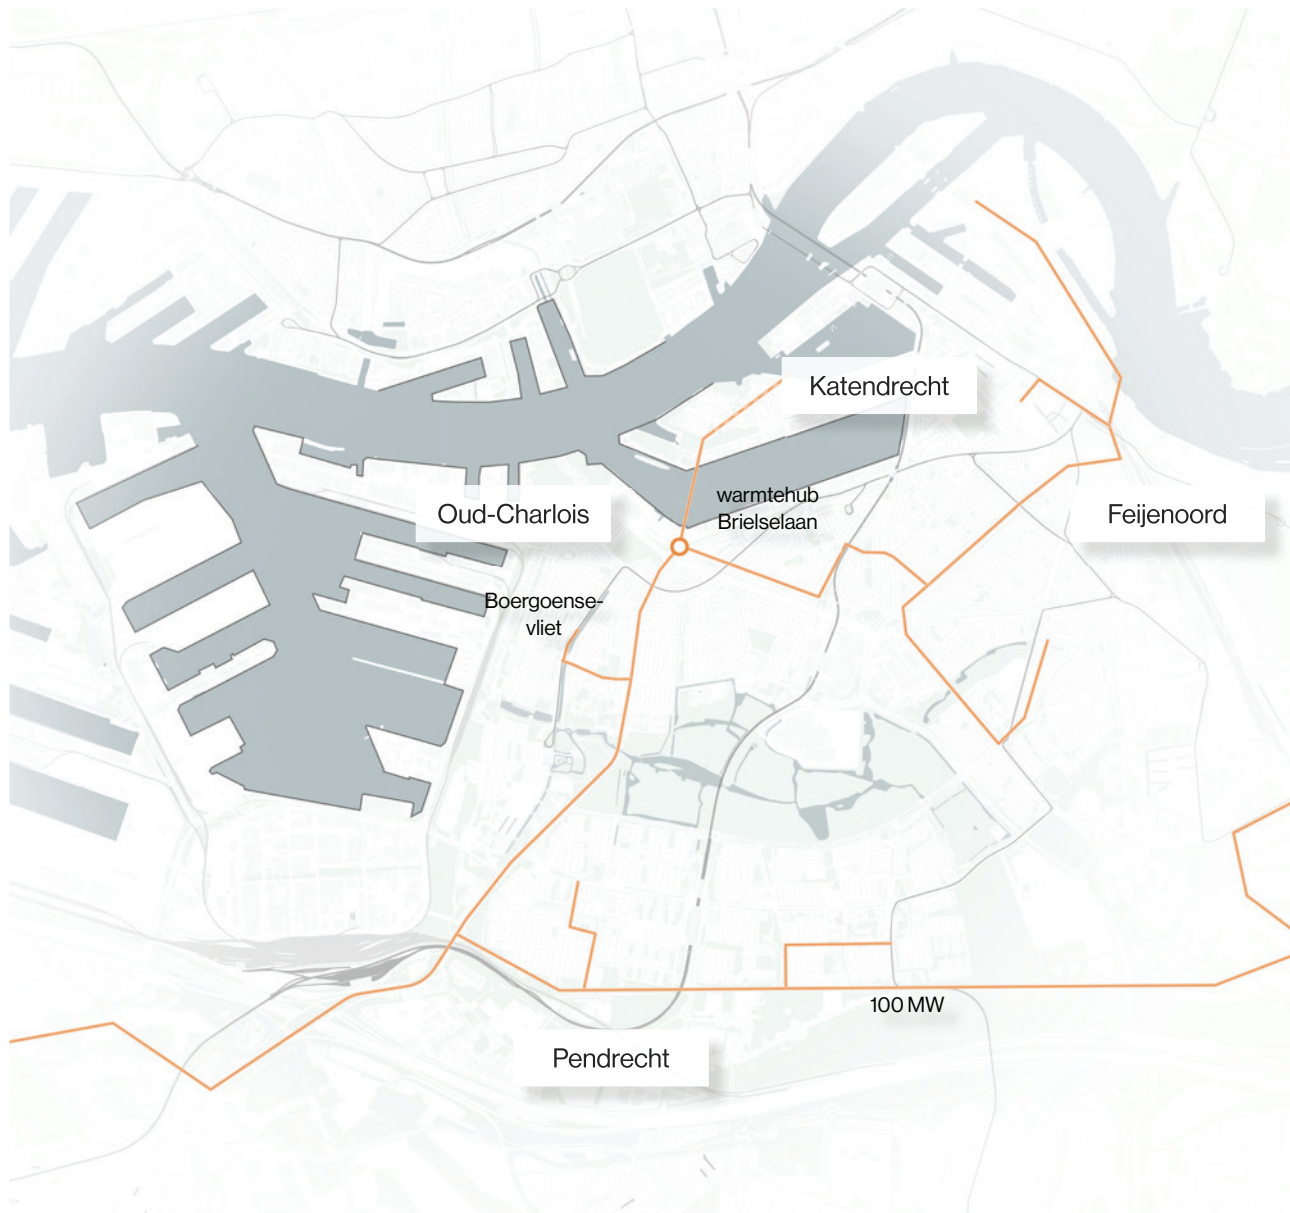 Katendrecht
warmtehub
Brielselaan
Oud-Charlois
Feijenoord
Boergoense-
vliet
100 MW
Pendrecht